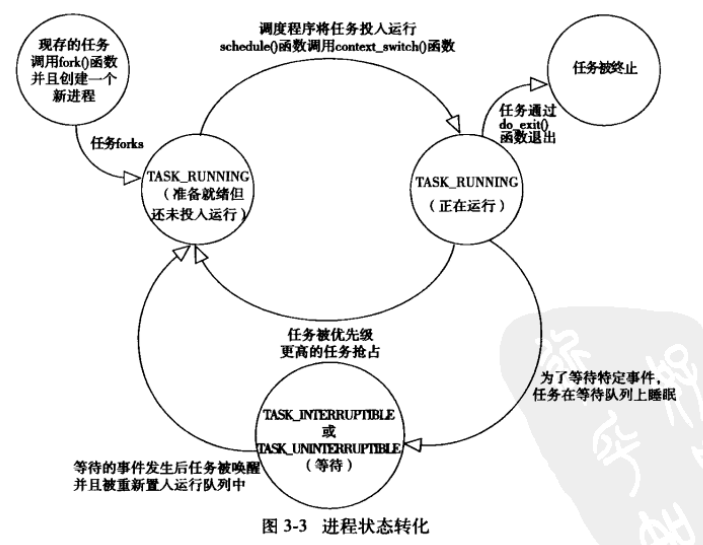 现存的任务
调用fork()函数
并且创建一个
新进程
调度程序将任务投入运行
schedule()函数调用context_switch()函数
任务被终止
任务通过
do_exit()
函数退出
任务forks
TASK_RUNNING
（准备就绪但
还未投入运行）
TASK_RUNNING
（正在运行）
任务被优先级
更高的任务抢占
为了等待特定事件，
任务在等待队列上睡眠
TASK_INTERRUPTIBLE
或
TASK_UNINTERRUPTIBLE
（等待）
等待的事件发生后任务被唤醒
并且被重新置入运行队列中
图 3-3 进程状态转化